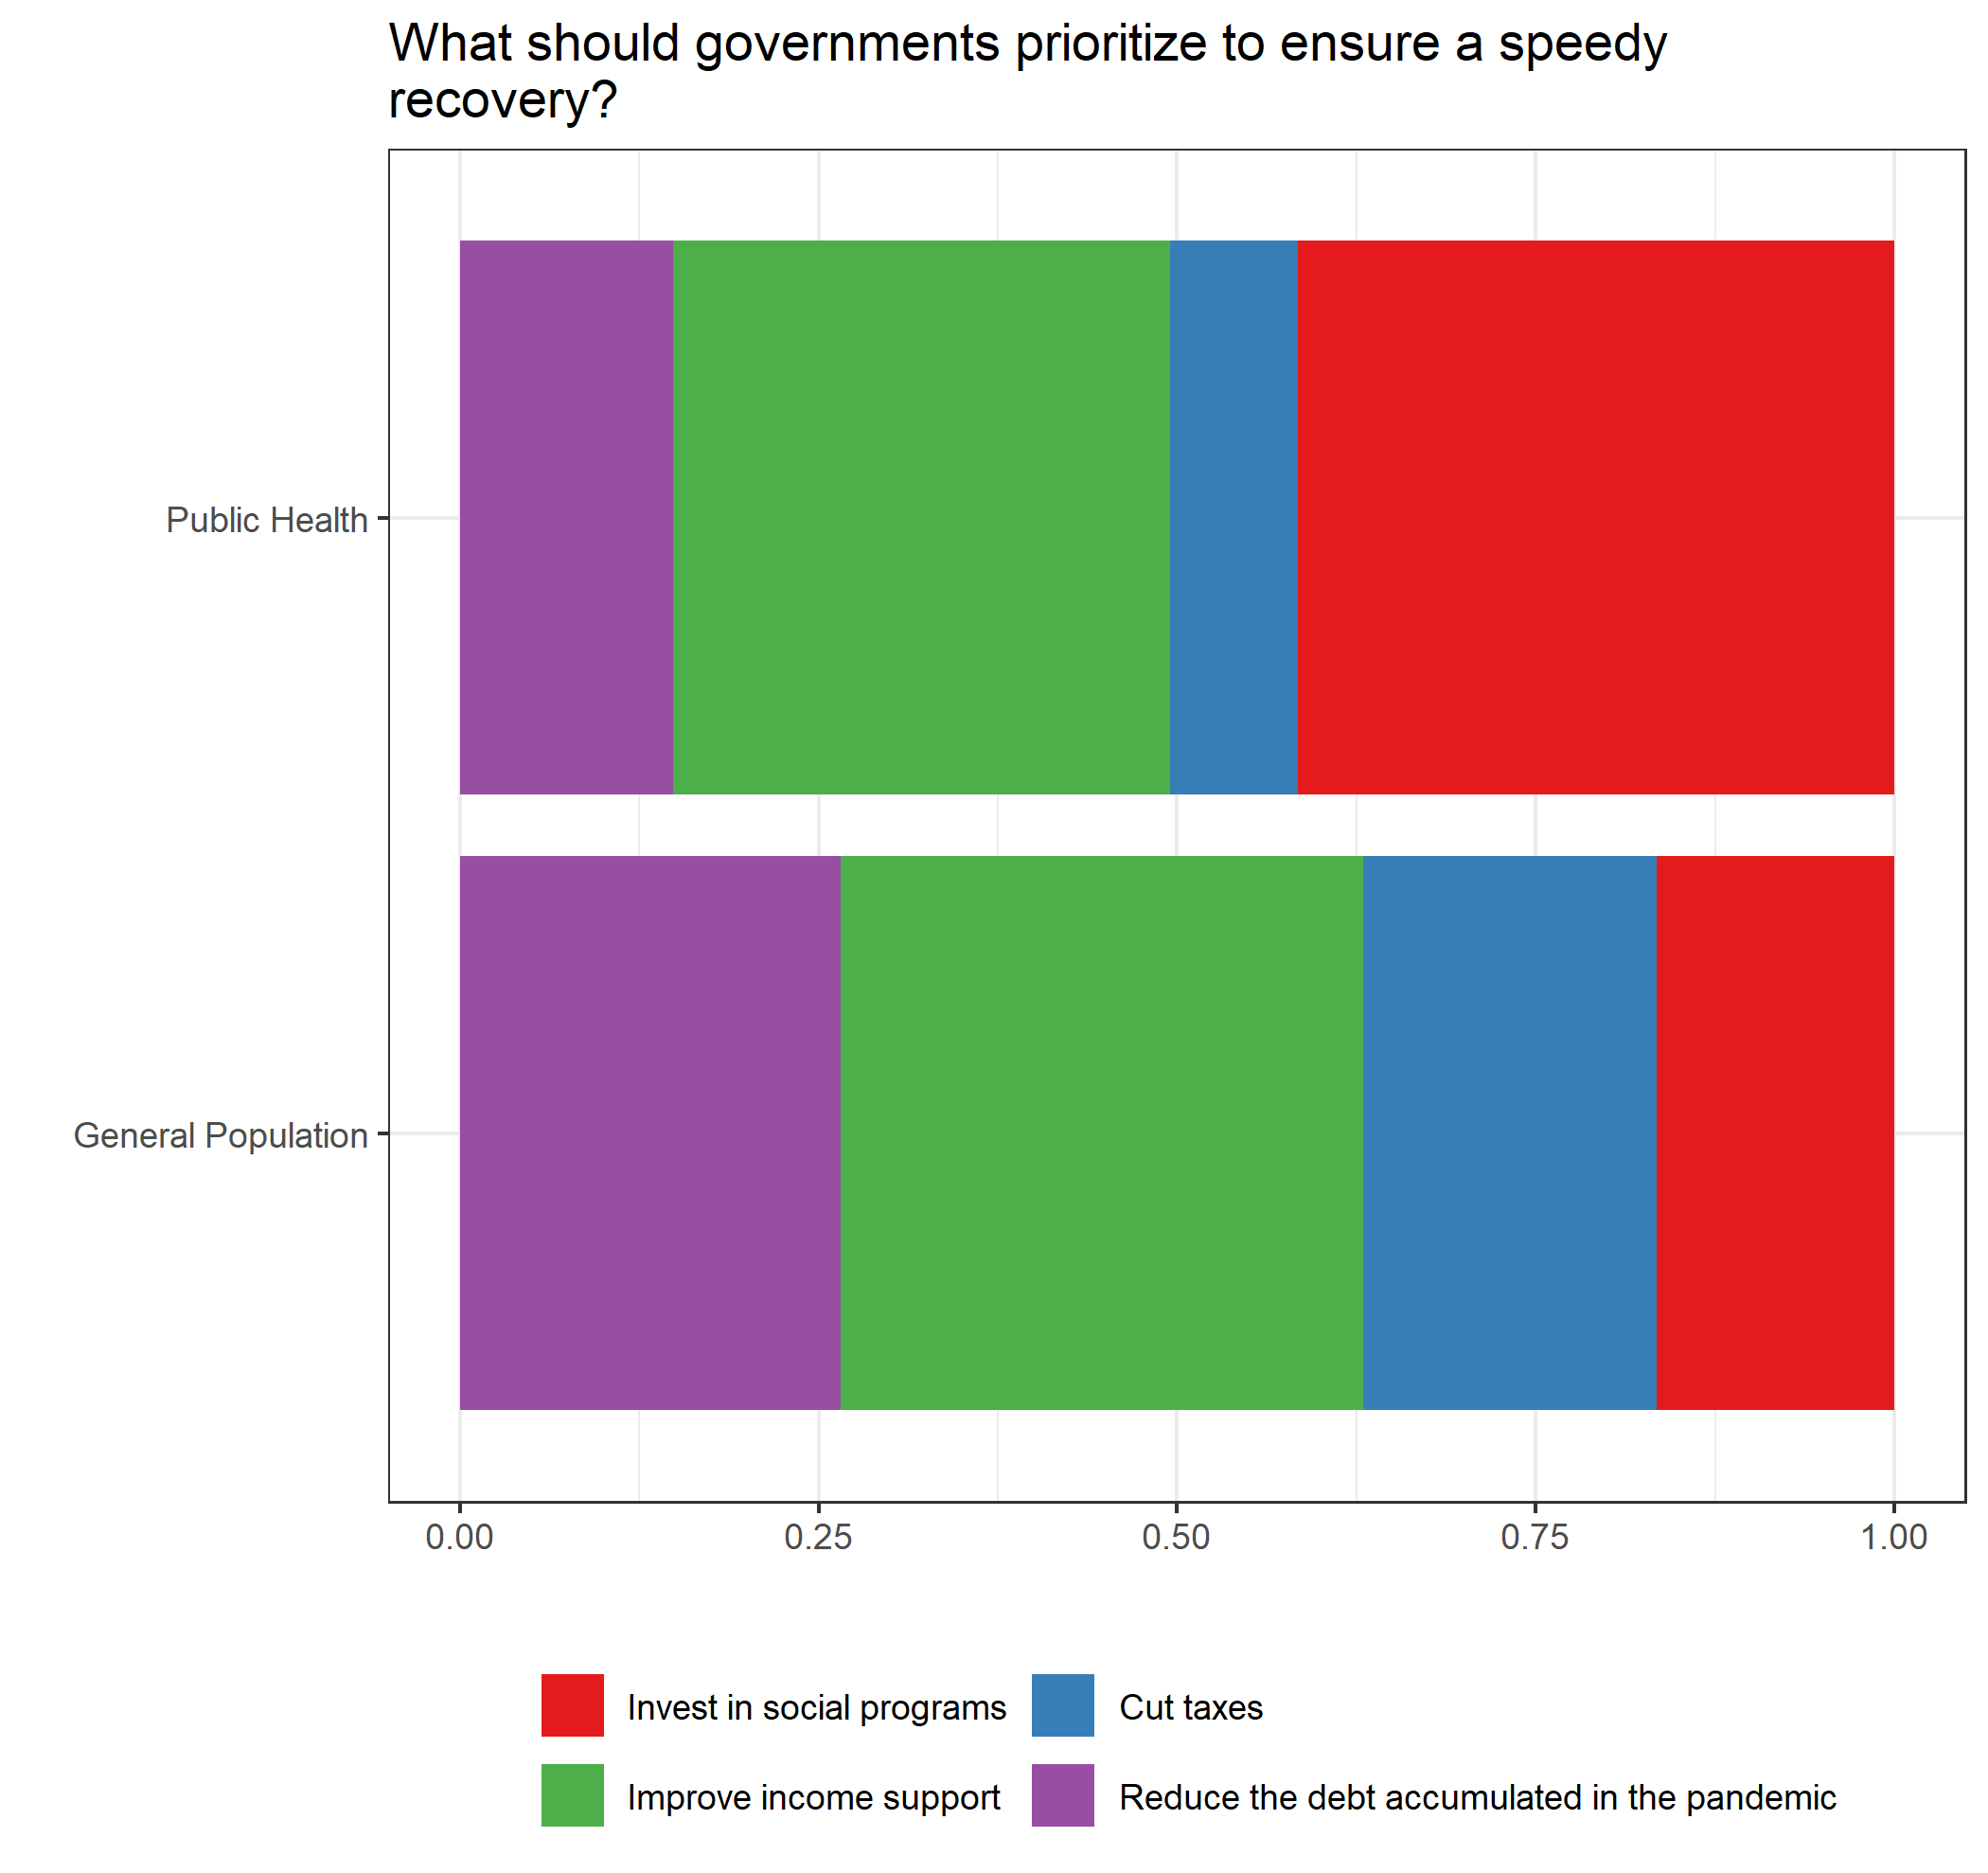 What should governments prioritize to ensure a speedy
recovery?
Public Health
General Population
0.00 0.25 0.50 0.75 1.00
Invest in social programs Cut taxes
Improve income support Reduce the debt accumulated in the pandemic